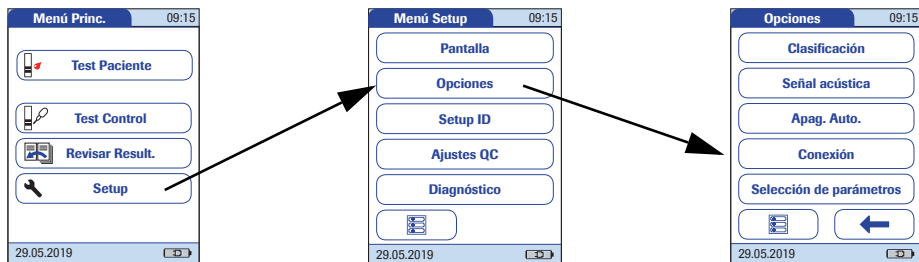 Menú Princ. 09:15
Test Paciente
Test Control
Revisar Result.
Setup
29.05.2019
Menú Setup 09:15
Pantalla
Opciones
Setup ID
Ajustes QC
Diagnóstico
29.05.2019
Opciones 09:15
Clasificación
Señal acústica
Apag. Auto.
Conexión
Selección de parámetros
29.05.2019